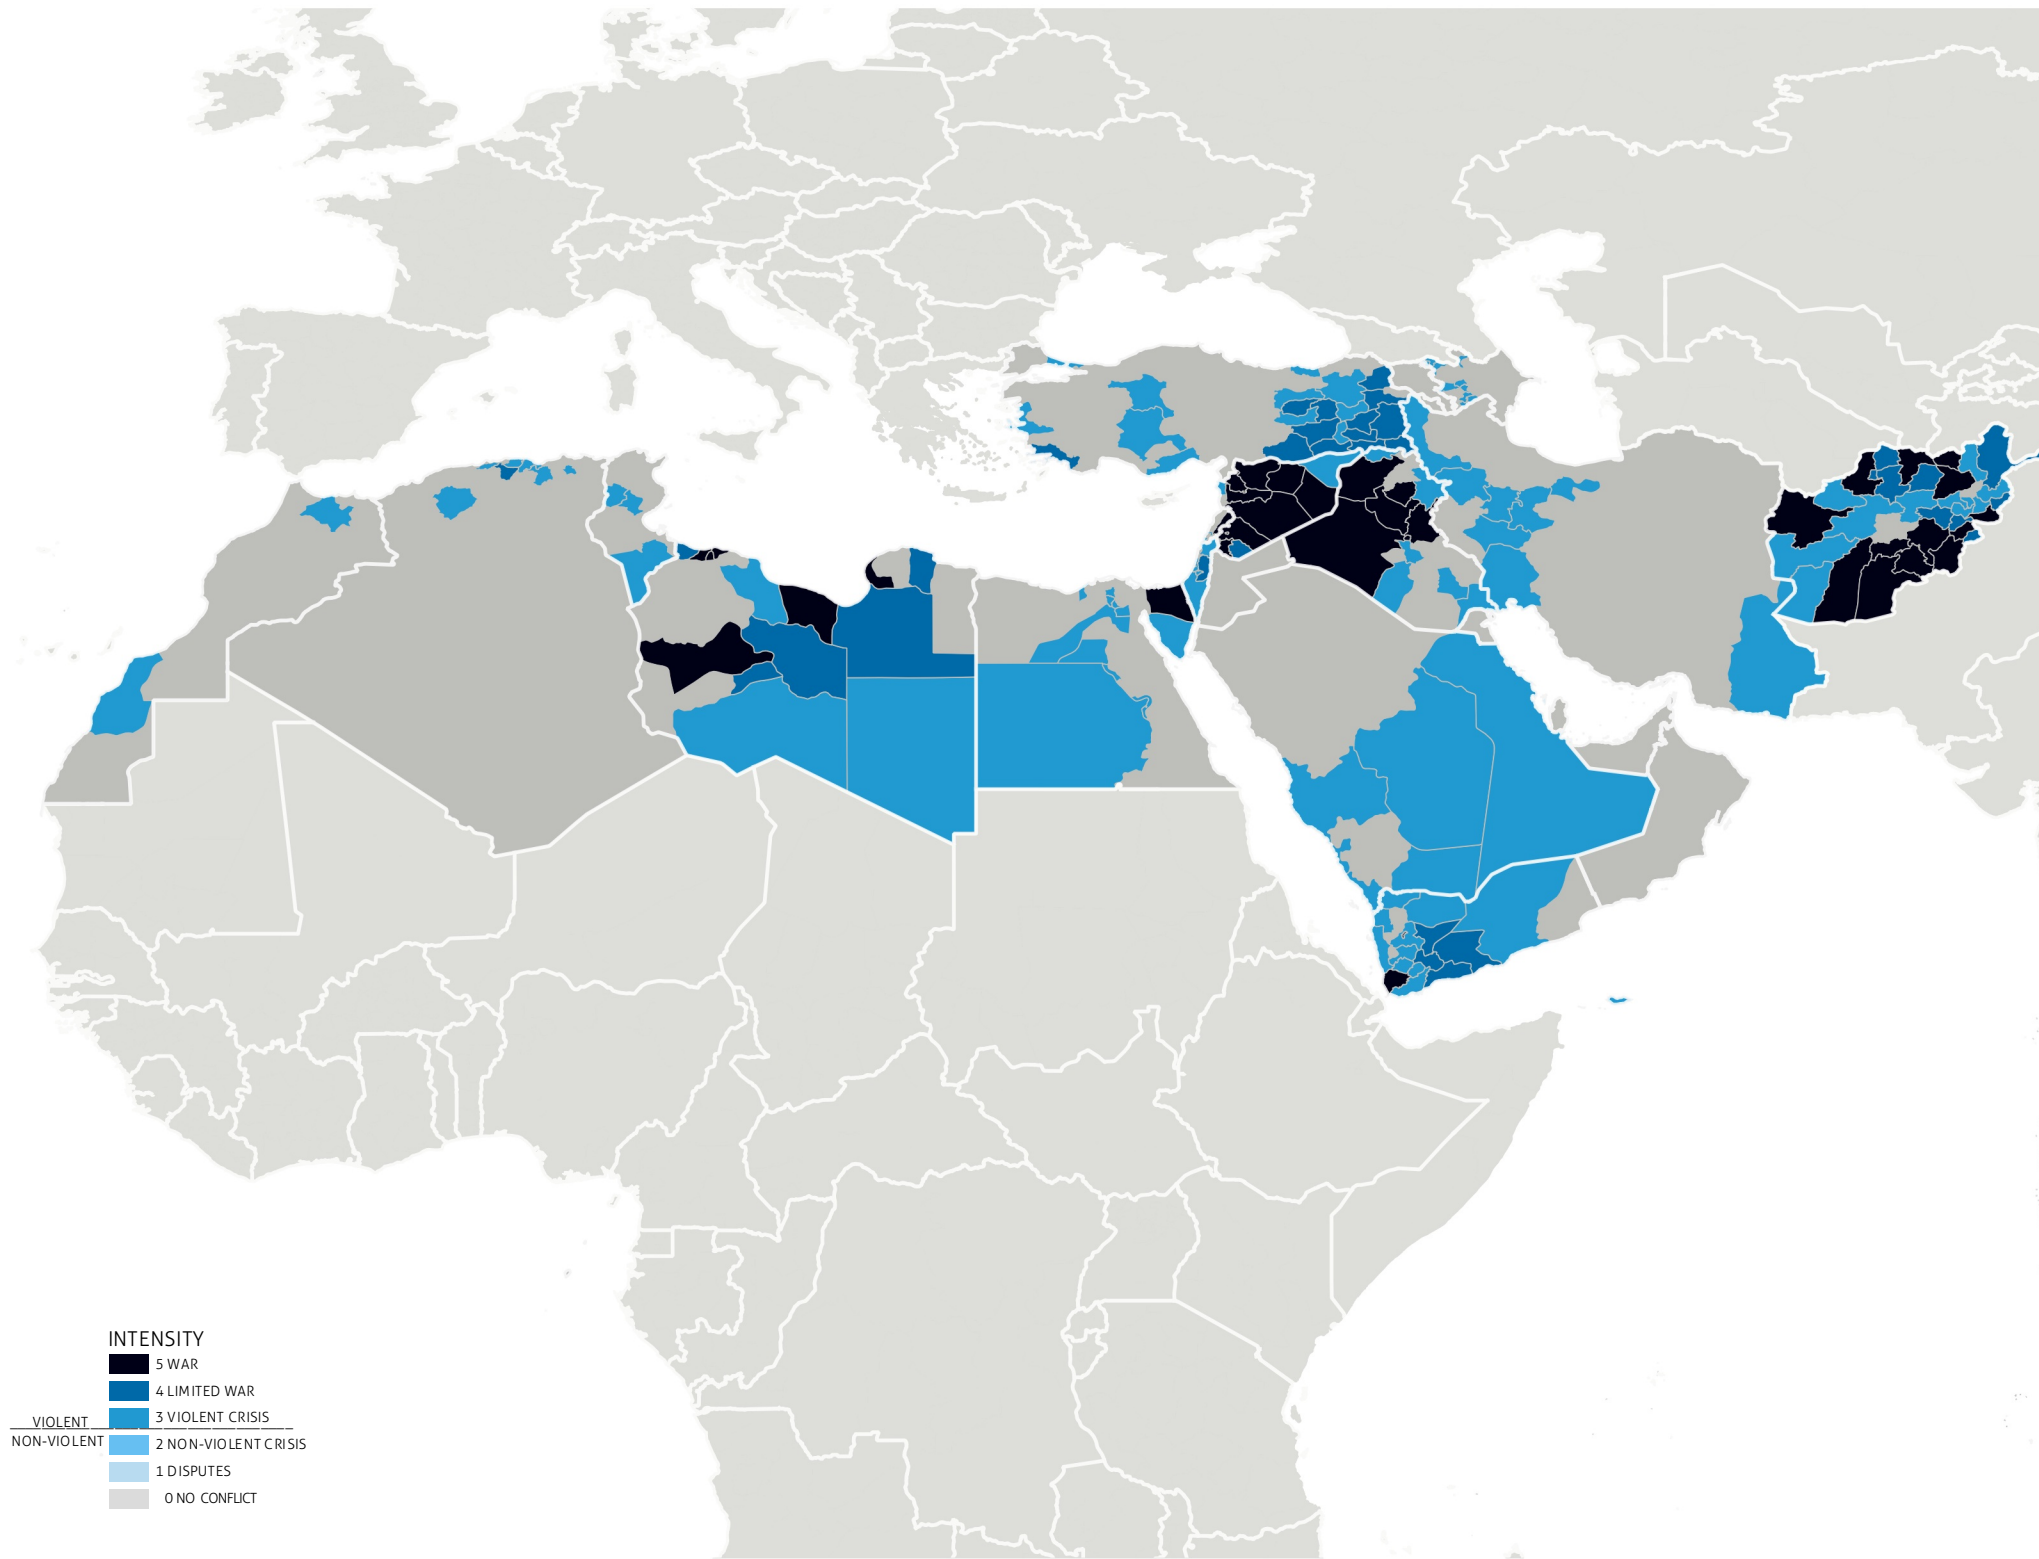 INTENSITY
5 WAR
4 LIMITED WAR
3 VIOLENT CRISIS
VIOLENT
NON-VIOLENT
2 NON-VIOLENT CRISIS
1 DISPUTES
0 NO CONFLICT